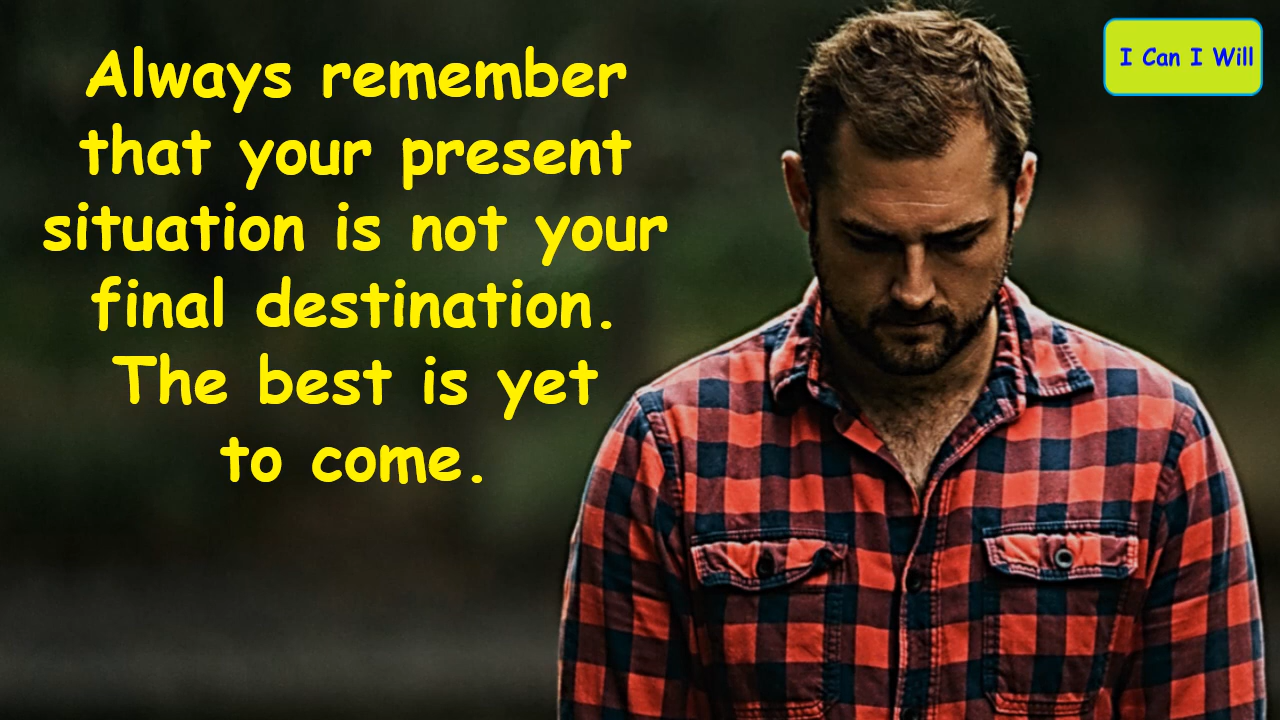 Always remember
that your present
situation is not your
final destination.
The best is yet
to come.
I Can I Will